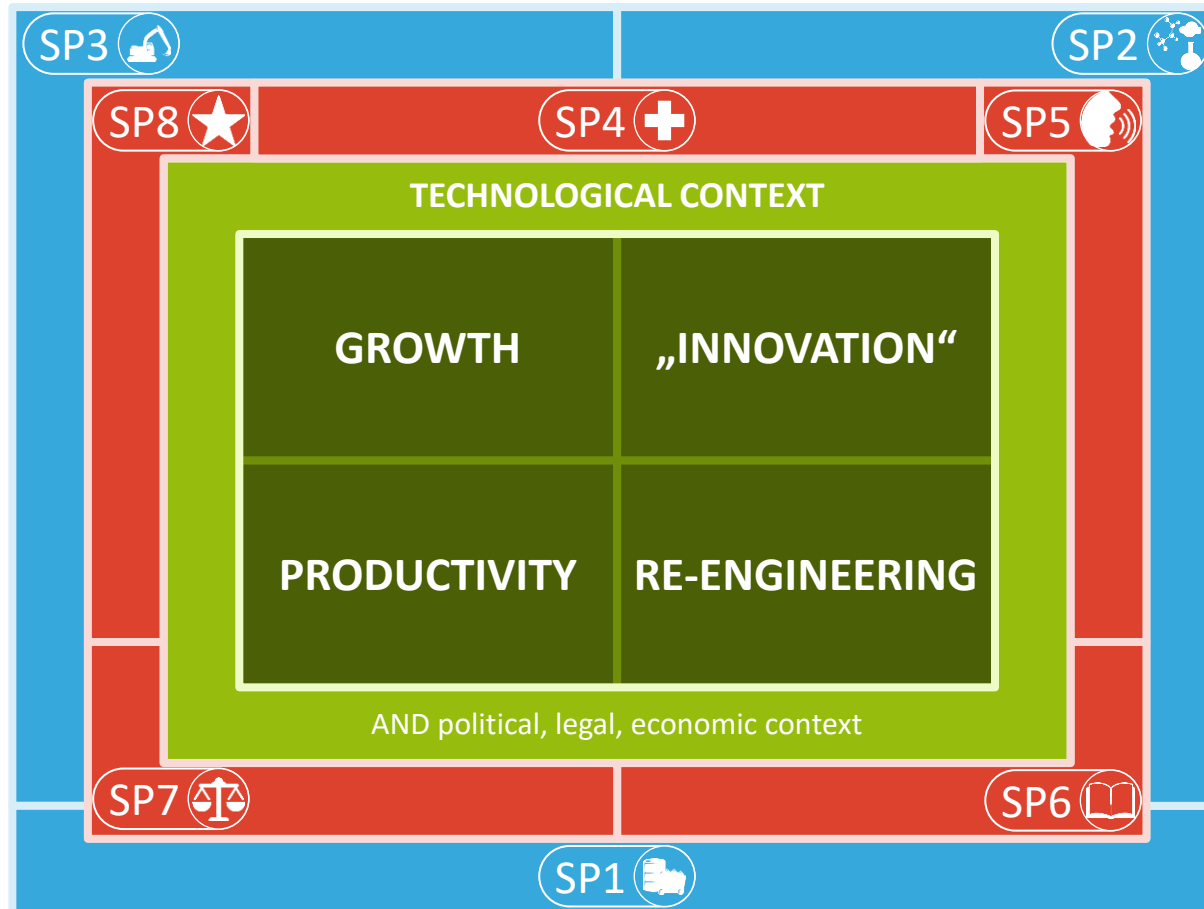 SP3
SP2
SP8
SP4
SP5
TECHNOLOGICAL CONTEXT
GROWTH
„INNOVATION“
PRODUCTIVITY
RE-ENGINEERING
AND political, legal, economic context
SP7
SP6
SP1